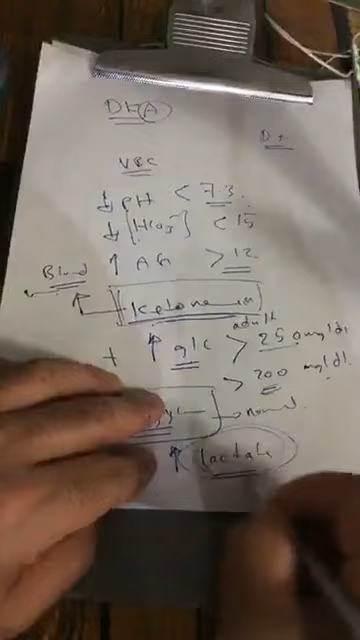 DKA
D
VBG
↓ pH < 7.3
↓ [HCO3-] < 15
↑ AG > 12
Blood
Ketonemia
adult
+ ↑ glc > 250 mg/dl
> 200 mg/dl
normal
↑ lactate